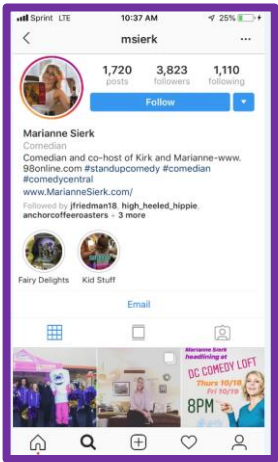 Sprint LTE 10:37 AM 25%
msierk
1,720 3,823 1,110
posts followers following
Follow
Marianne Sierk
Comedian
Comedian and co-host of Kirk and Marianne-www.
98online.com #standupcomedy #comedian
#comedycentral
www.MarianneSierk.com/
Followed by jfriedman18, high_heeled_hippie,
anchorcoffeeroasters + 3 more
Fairy Delights Kid Stuff
Email
Marianne Sierk
headlining at
DC COMEDY LOFT
Thurs 10/18
Fri 10/19
8PM